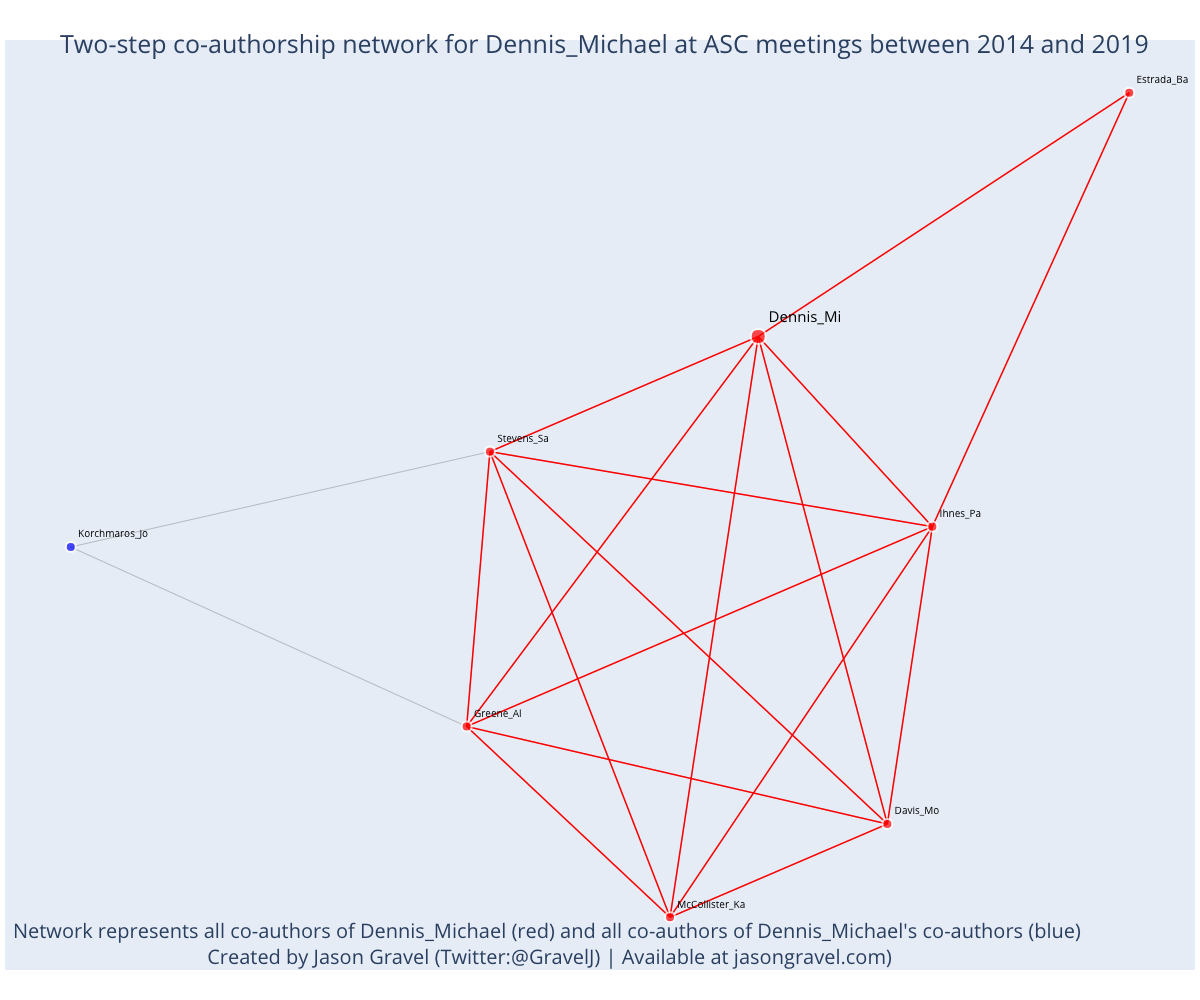 Two-step co-authorship network for Dennis_Michael at ASC meetings between 2014 and 2019
Estrada_Ba
Dennis_Mi
Stevens_Sa
Ihnes_Pa
Korchmaros_Jo
Greene_Al
Davis_Mo
McCollister_Ka
Network represents all co-authors of Dennis_Michael (red) and all co-authors of Dennis_Michael's co-authors (blue)
Created by Jason Gravel (Twitter:@GravelJ) | Available at jasongravel.com)